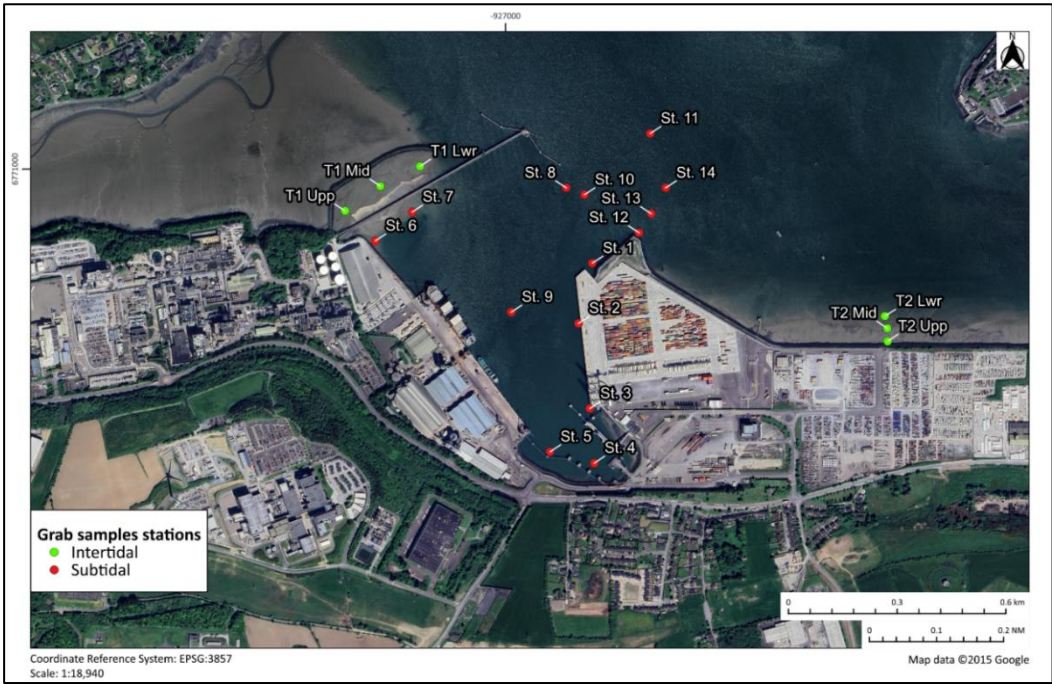 -927000
N
St. 11
T1 Lwr
6771000
T1 Mid
St. 8
St. 10
St. 14
T1 Upp
St. 7
St. 13
St. 6
St. 12
St. 1
St. 9
St. 2
T2 Lwr
T2 Mid
T2 Upp
St. 3
St. 5
St. 4
Grab samples stations
Intertidal
Subtidal
0 0.3 0.6 km
0 0.1 0.2 NM
Coordinate Reference System: EPSG:3857
Map data ©2015 Google
Scale: 1:18,940